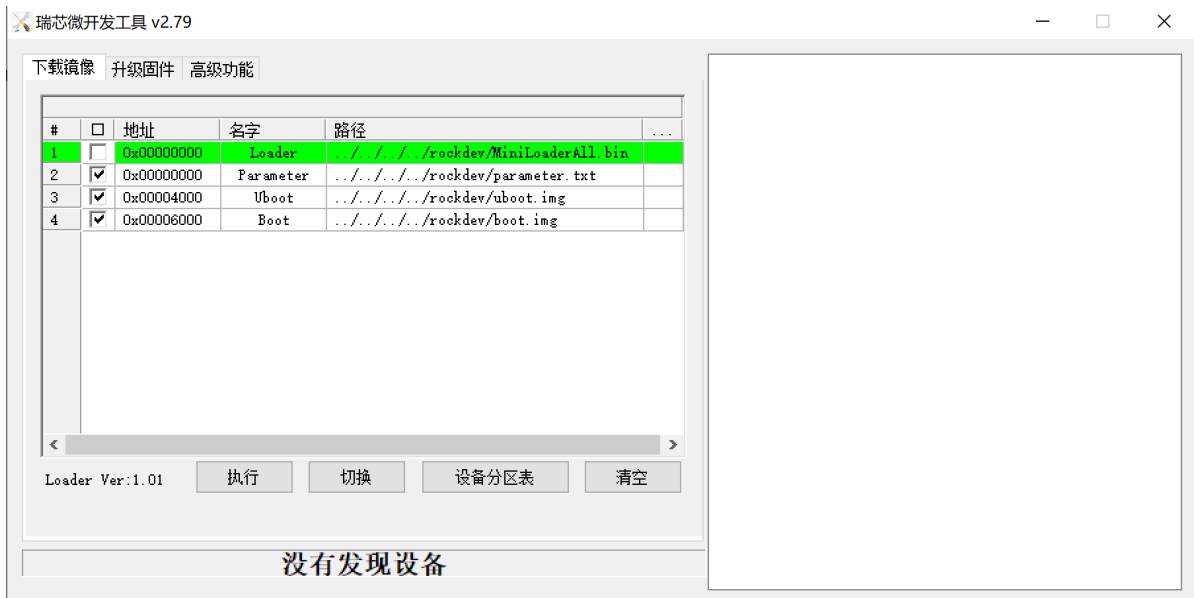 瑞芯微开发工具 v2.79
下载镜像 升级固件 高级功能
# 地址 名字 路径 ...
1 0x00000000 Loader ../../../../rockdev/MiniLoaderAll.bin
2 0x00000000 Parameter ../../../../rockdev/parameter.txt
3 0x00004000 Uboot ../../../../rockdev/uboot.img
4 0x00006000 Boot ../../../../rockdev/boot.img
Loader Ver:1.01 执行 切换 设备分区表 清空
没有发现设备